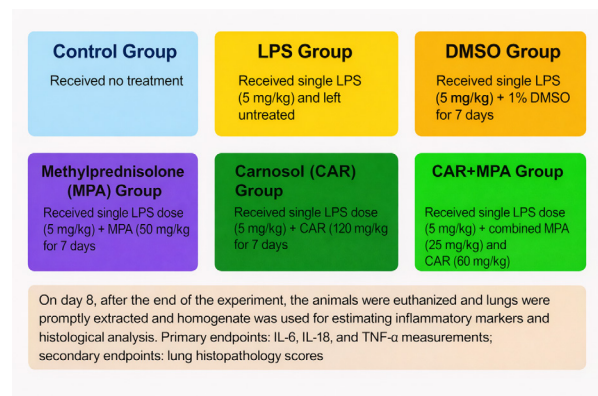 Control Group
Received no treatment
LPS Group
Received single LPS
(5 mg/kg) and left
untreated
DMSO Group
Received single LPS
(5 mg/kg) + 1% DMSO
for 7 days
Methylprednisolone
(MPA) Group
Received single LPS dose
(5 mg/kg) + MPA (50 mg/kg
for 7 days
Carnosol (CAR)
Group
Received single LPS dose
(5 mg/kg) + CAR (120 mg/kg
for 7 days
CAR+MPA Group
Received single LPS dose
(5 mg/kg) + combined MPA
(25 mg/kg) and
CAR (60 mg/kg)
On day 8, after the end of the experiment, the animals were euthanized and lungs were
promptly extracted and homogenate was used for estimating inflammatory markers and
histological analysis. Primary endpoints: IL-6, IL-18, and TNF-α measurements;
secondary endpoints: lung histopathology scores